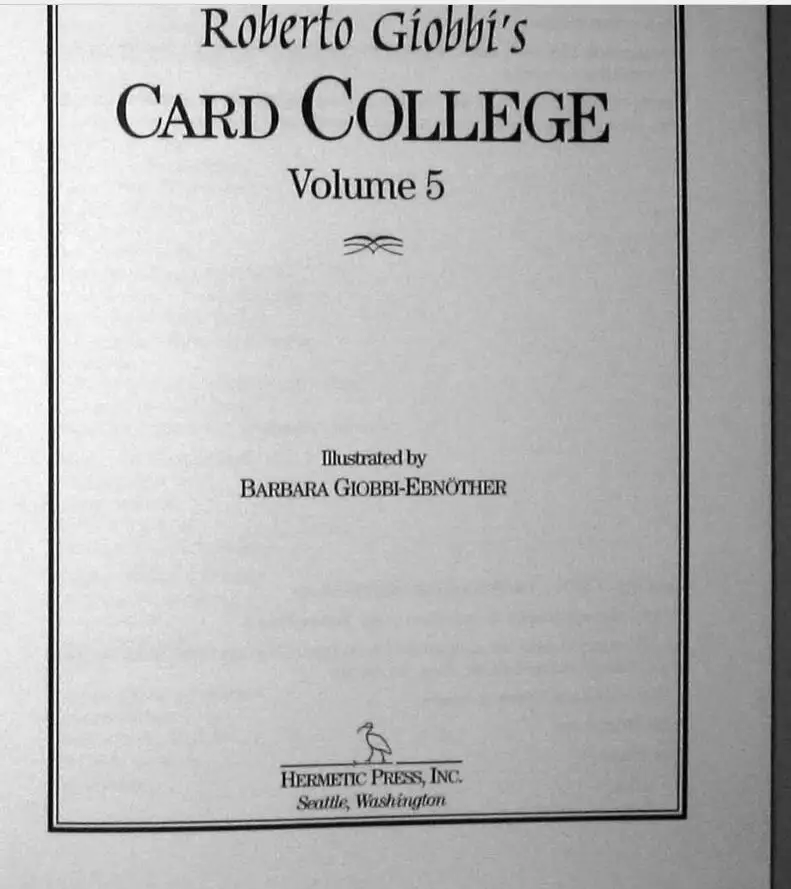 Roberto Giobbi's
CARD COLLEGE
Volume 5
Illustrated by
BARBARA GIOBBI-EBNÖTHER
HERMETIC PRESS, INC.
Seattle, Washington